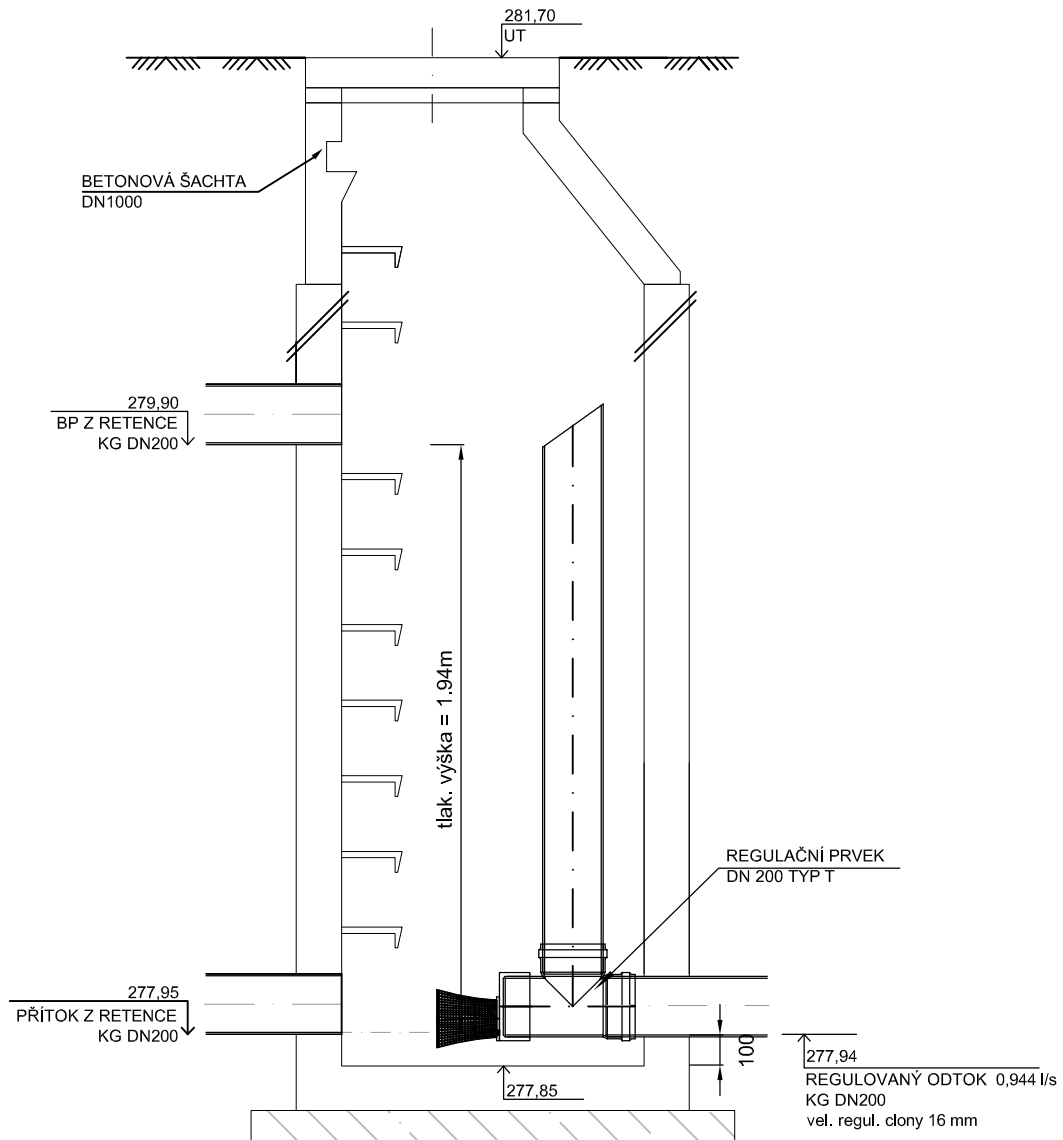 281,70
UT
BETONOVÁ ŠACHTA
DN1000
279,90
BP Z RETENCE
KG DN200
tlak. výška = 1.94m
REGULAČNÍ PRVEK
DN 200 TYP T
277,95
PŘÍTOK Z RETENCE
KG DN200
100
277,85
277,94
REGULOVANÝ ODTOK 0,944 l/s
KG DN200
vel. regul. clony 16 mm